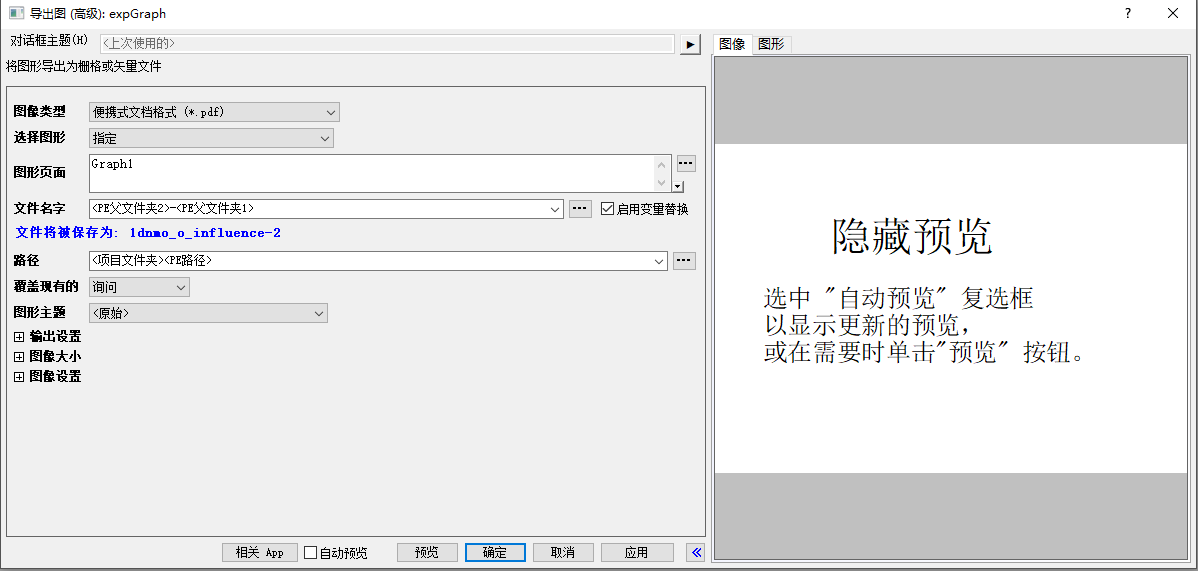 导出图 (高级): expGraph
?
对话框主题(H)
<上次使用的>
将图形导出为栅格或矢量文件
图像类型
便携式文档格式 (*.pdf)
选择图形
指定
图形页面
Graph1
文件名字
<PE父文件夹2>-<PE父文件夹1>
启用变量替换
文件将被保存为: ldnmo_o_influence-2
路径
<项目文件夹><PE路径>
覆盖现有的
询问
图形主题
<原始>
输出设置
图像大小
图像设置
相关 App
自动预览
预览
确定
取消
应用
图像
图形
隐藏预览
选中 "自动预览" 复选框
以显示更新的预览，
或在需要时单击"预览" 按钮。